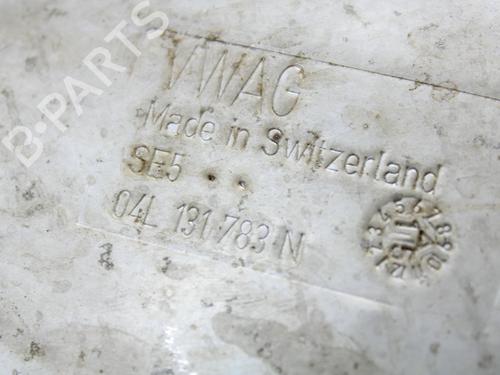 B-PARTS
VWAG
Made in Switzerland
SE5
04L 131 783 N